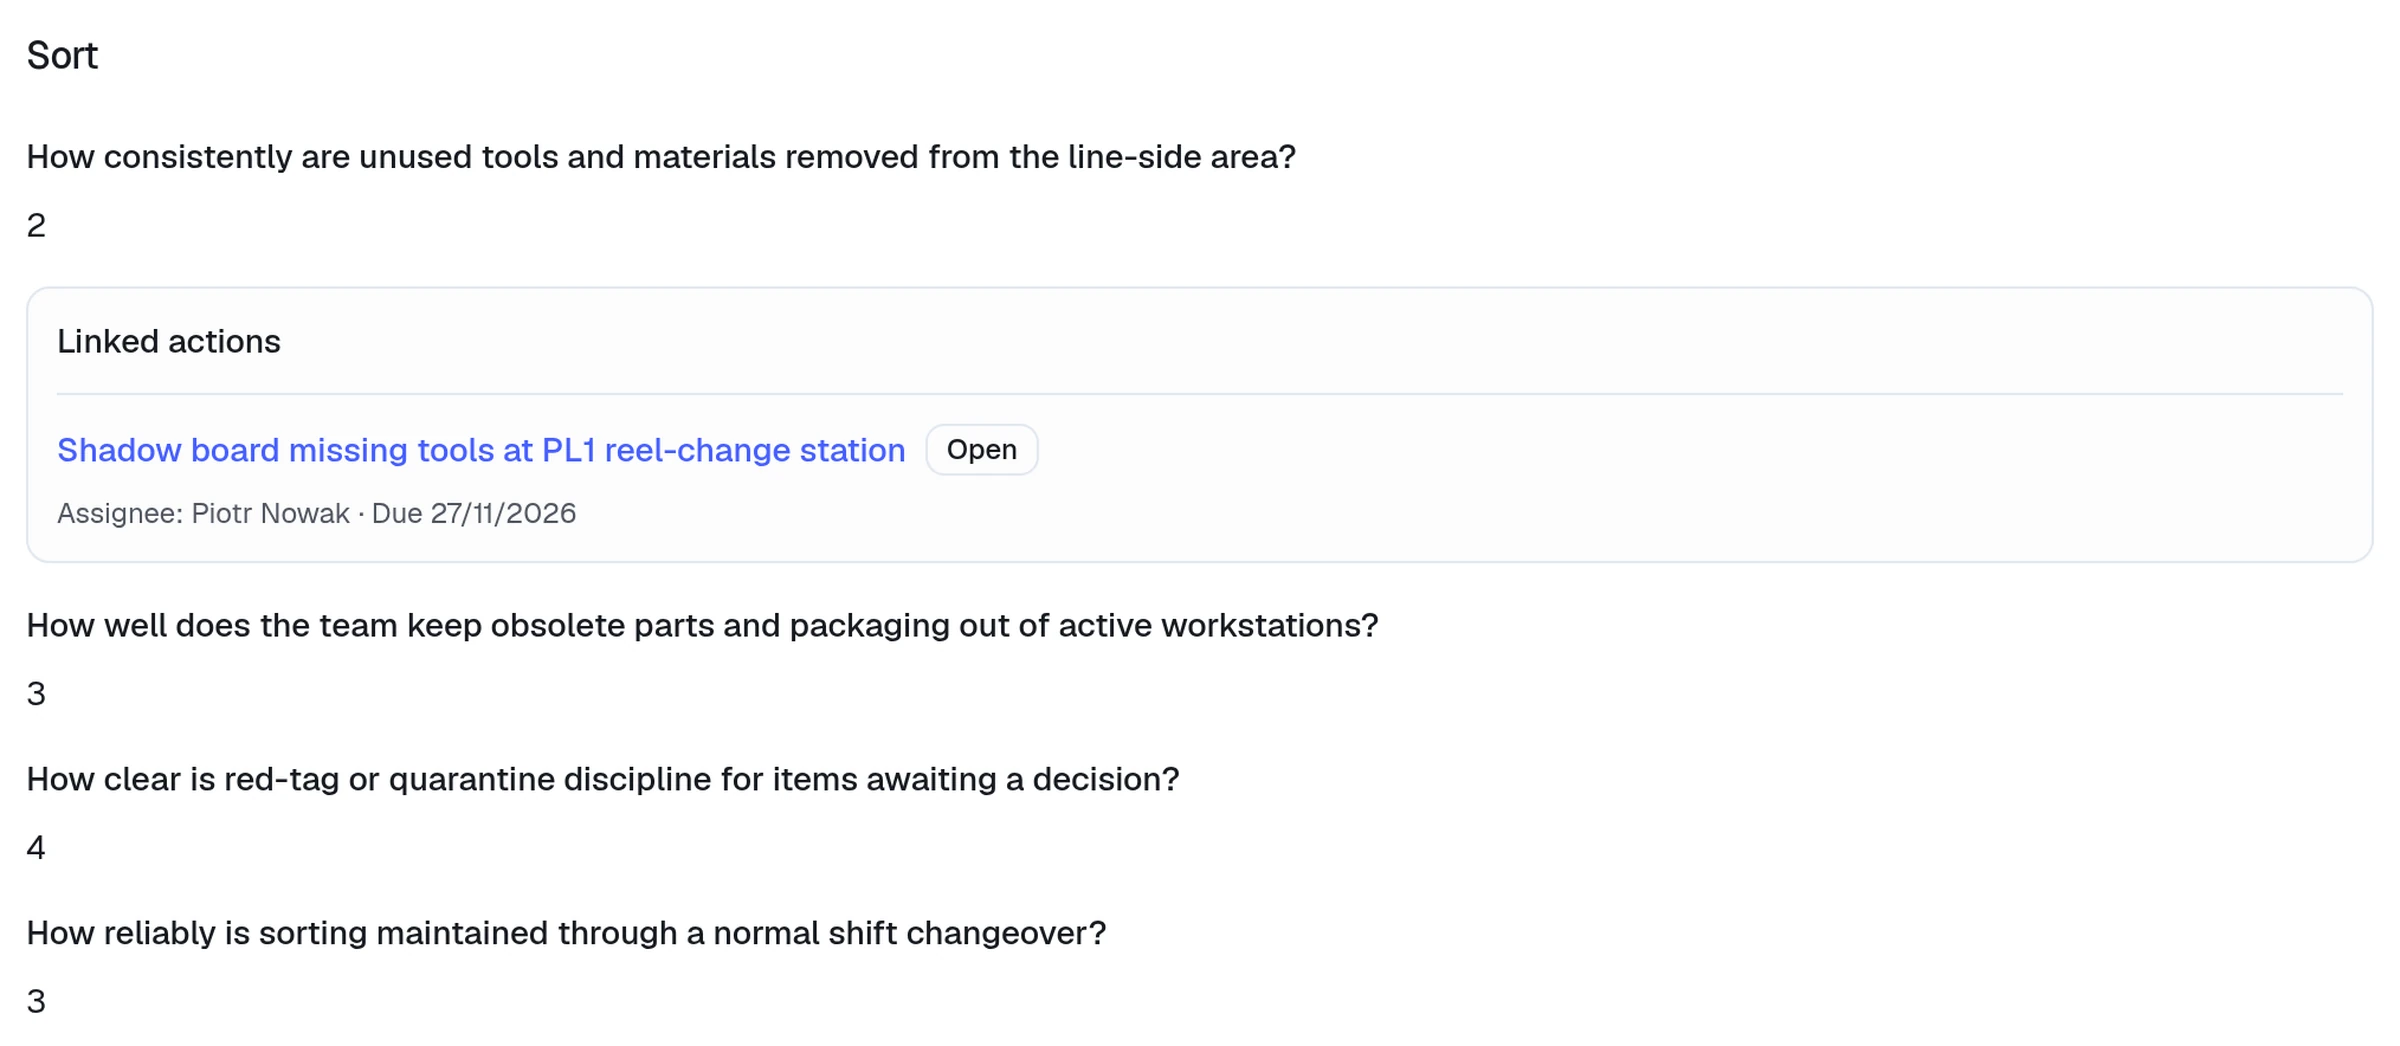 Sort
How consistently are unused tools and materials removed from the line-side area?
2
Linked actions
Shadow board missing tools at PL1 reel-change station Open
Assignee: Piotr Nowak · Due 27/11/2026
How well does the team keep obsolete parts and packaging out of active workstations?
3
How clear is red-tag or quarantine discipline for items awaiting a decision?
4
How reliably is sorting maintained through a normal shift changeover?
3